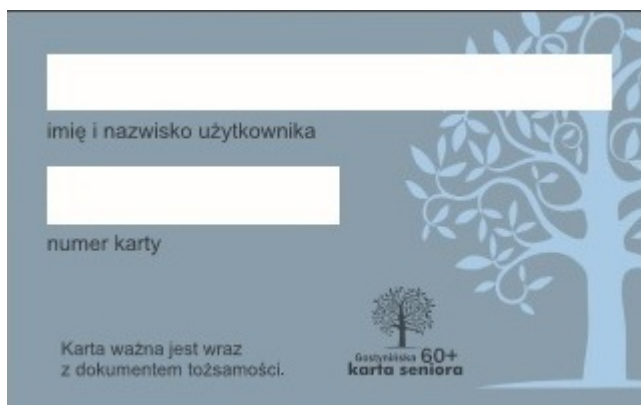 imię i nazwisko użytkownika
numer karty
Karta ważna jest wraz
z dokumentem tożsamości.
Gostynińska 60+
karta seniora